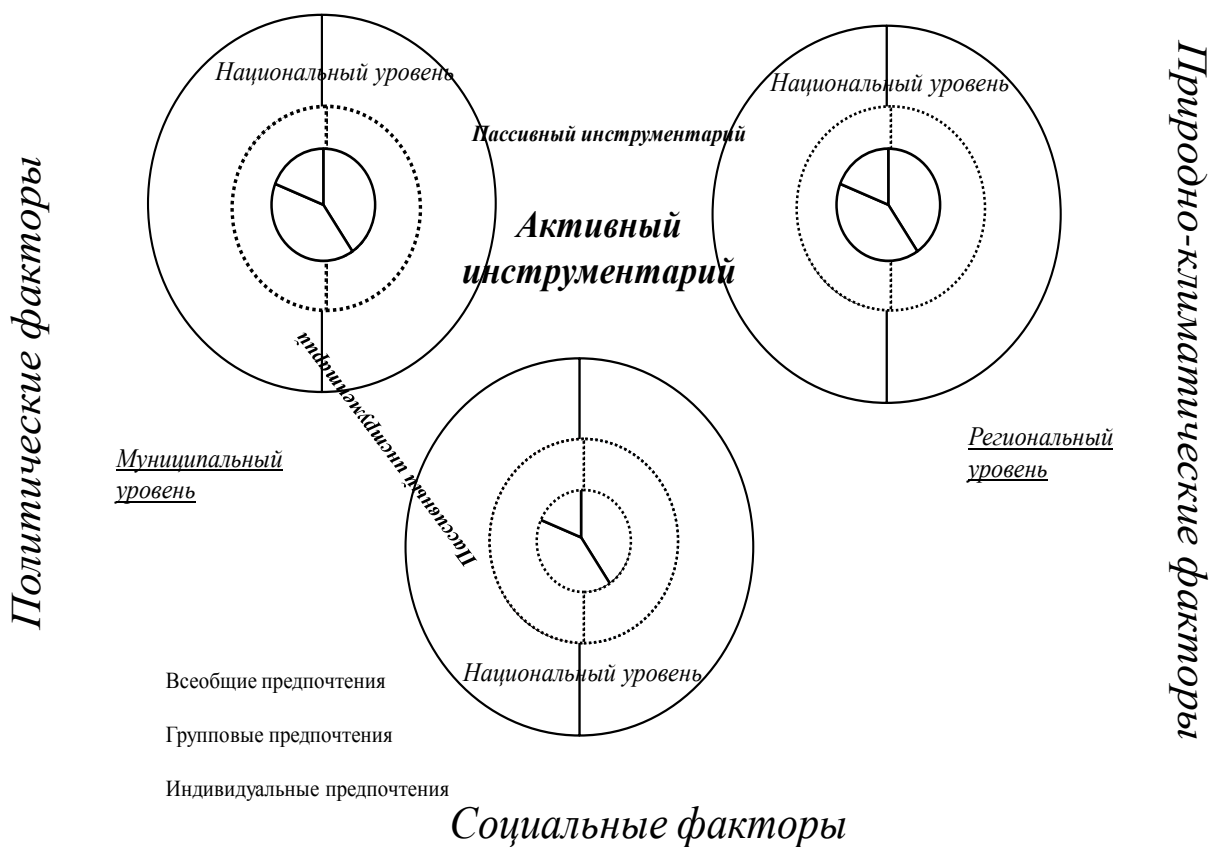 Национальный уровень
Национальный уровень
Пассивный инструментарий
Активный
инструментарий
Политические факторы
Природно-климатические факторы
Пассивный инструментарий
Муниципальный
уровень
Региональный
уровень
Национальный уровень
Всеобщие предпочтения
Групповые предпочтения
Индивидуальные предпочтения
Социальные факторы